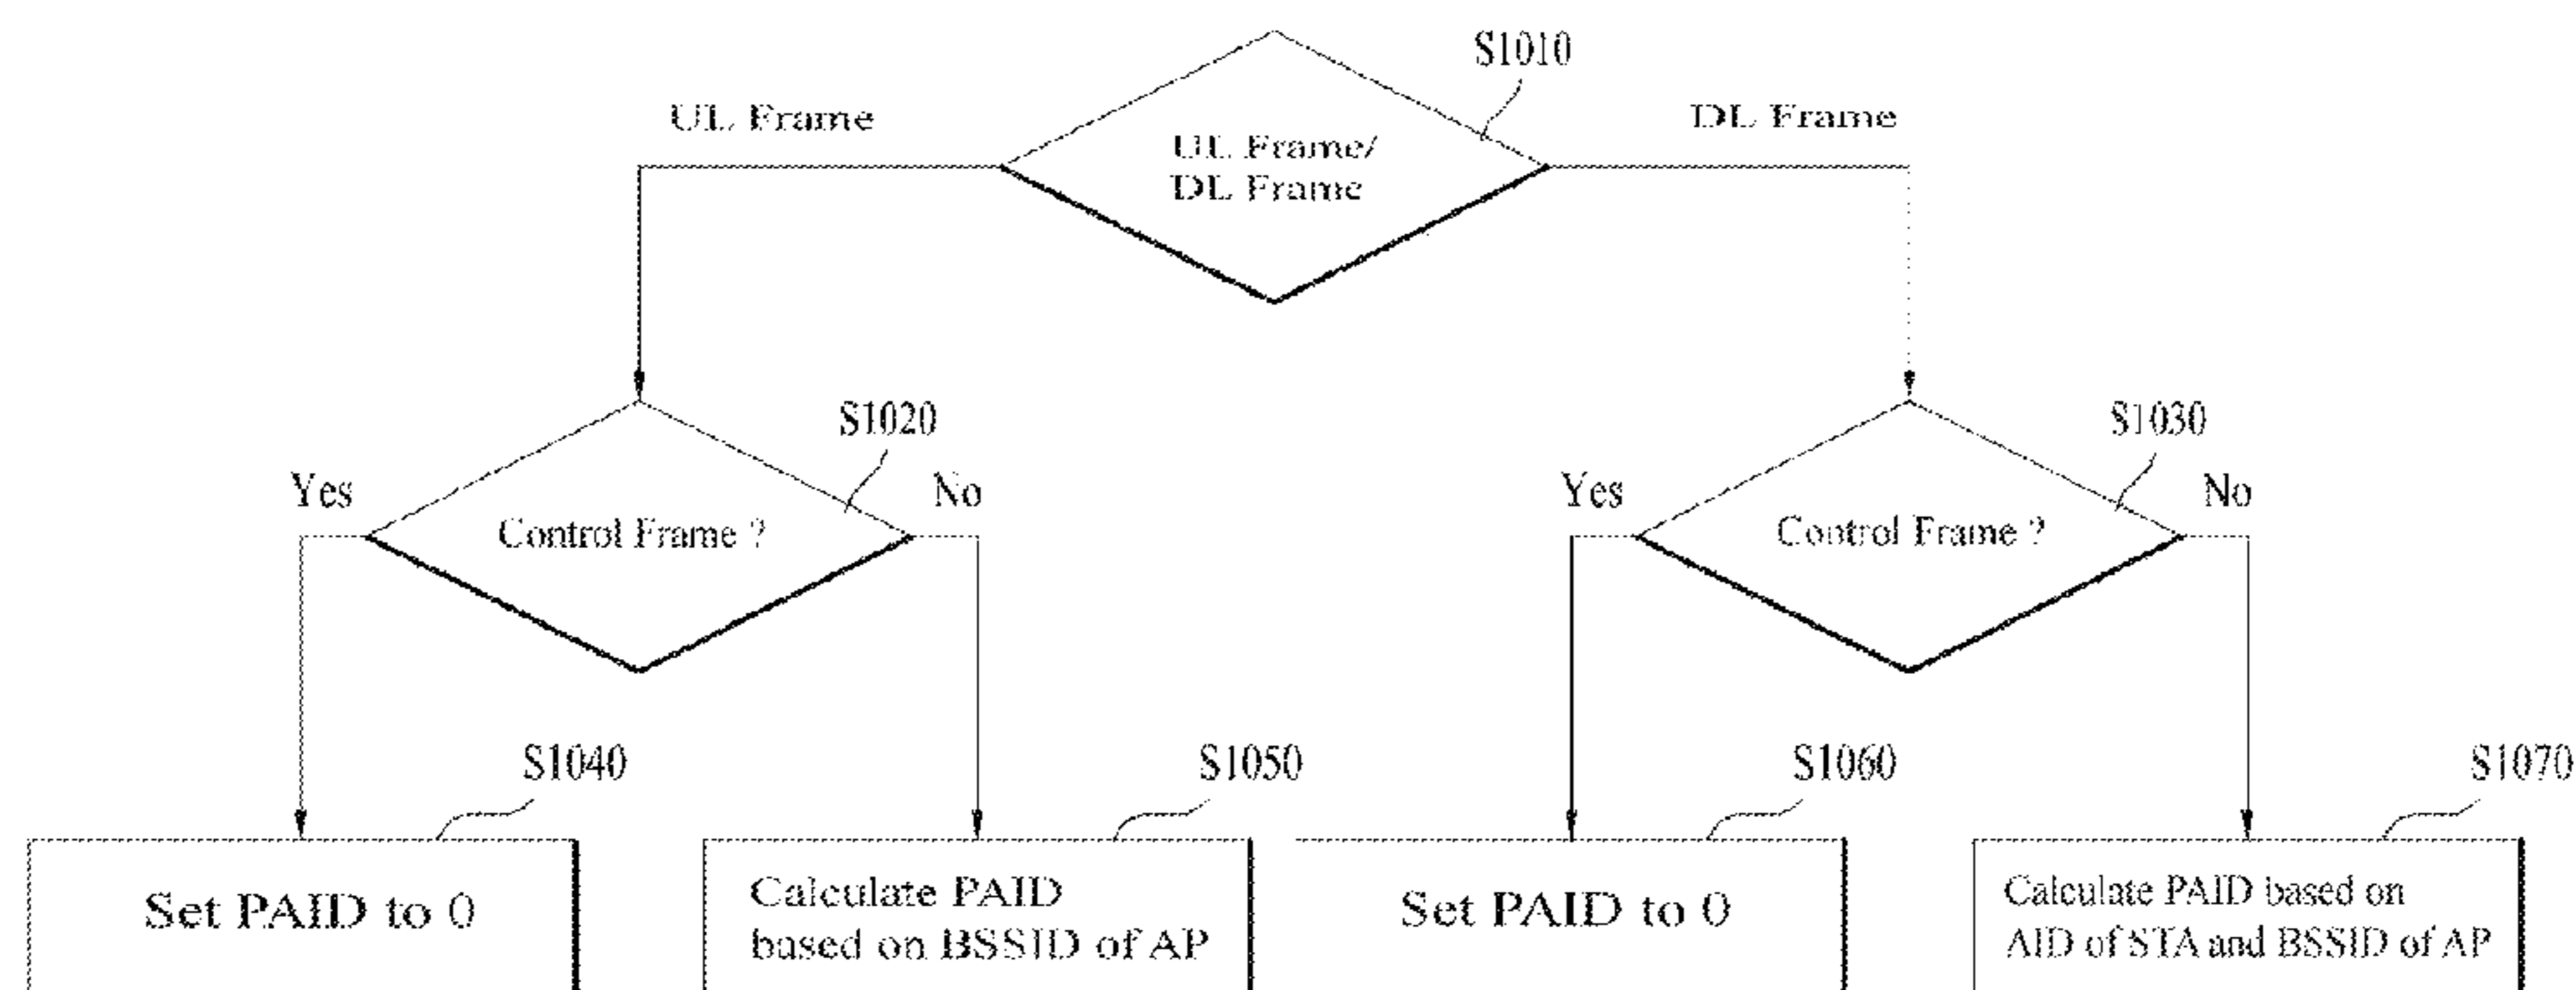 S1010
UL Frame
DL Frame
UL Frame/
DL Frame
S1020
S1030
Yes
No
Yes
No
Control Frame ?
Control Frame ?
S1040
S1050
S1060
S1070
Set PAID to 0
Calculate PAID
based on BSSID of AP
Set PAID to 0
Calculate PAID based on
AID of STA and BSSID of AP